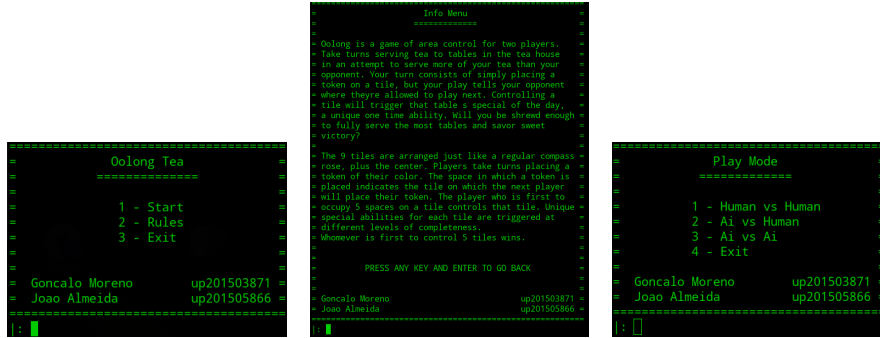 Oolong Tea
1 - Start
2 - Rules
3 - Exit
Goncalo Moreno up201503871
Joao Almeida up201505866
|:
Info Menu
Oolong is a game of area control for two players.
Take turns serving tea to tables in the tea house
in an attempt to serve more of your tea than your
opponent. Your turn consists of simply placing a
token on a tile, but your play tells your opponent
where theyre allowed to play next. Controlling a
tile will trigger that table s special of the day,
a unique one time ability. Will you be shrewd enough
to fully serve the most tables and savor sweet
victory?
The 9 tiles are arranged just like a regular compass
rose, plus the center. Players take turns placing a
token of their color. The space in which a token is
placed indicates the tile on which the next player
will place their token. The player who is first to
occupy 5 spaces on a tile controls that tile. Unique
special abilities for each tile are triggered at
different levels of completeness.
Whomever is first to control 5 tiles wins.
PRESS ANY KEY AND ENTER TO GO BACK
Goncalo Moreno up201503871
Joao Almeida up201505866
|:
Play Mode
1 - Human vs Human
2 - Ai vs Human
3 - Ai vs Ai
4 - Exit
Goncalo Moreno up201503871
Joao Almeida up201505866
|: